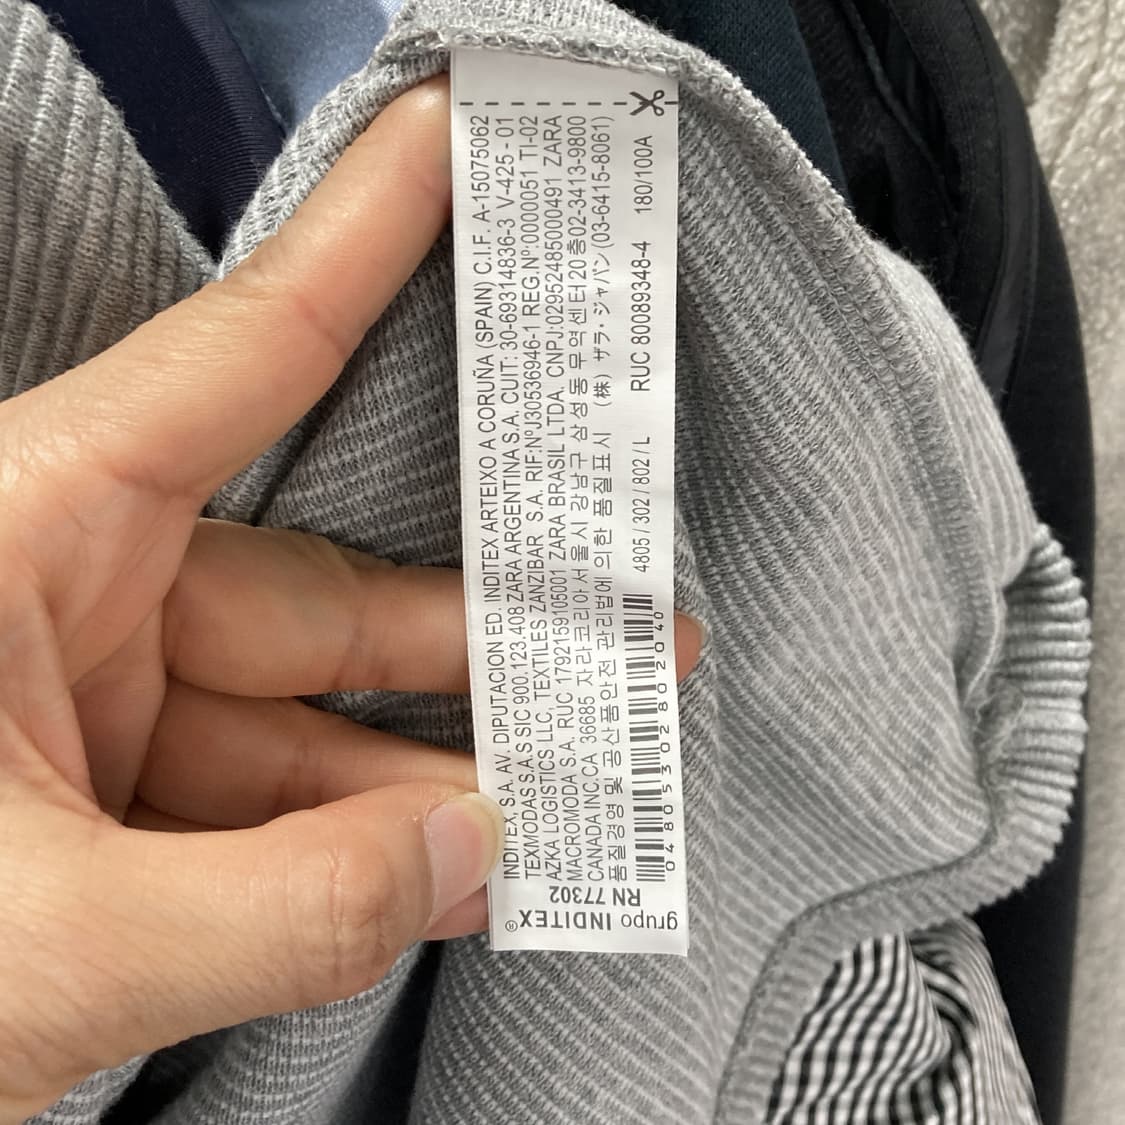 INDITEX, S.A. AV. DIPUTACION ED. INDITEX ARTEIXO A CORUÑA (SPAIN) C.I.F. A-15075062
TEXMODAS S.A.S SIC 900.123.408 ZARA ARGENTINA S.A. CUIT: 30-69314836-3 V-425 - 01
AZKA LOGISTICS LLC, TEXTILES ZANZIBAR S.A. RIF:Nº J30536946-1 REG.Nº:0000051 TI-02
MACROMODA S.A. RUC 1792159105001 ZARA BRASIL LTDA. CNPJ:02952485000491 ZARA
CANADA INC. CA 36685 자라코리아 서울시 강남구 삼성동 무역센터20층02-3413-9800
품질경영 및 공산품안전 관리법에 의한 품질표시 (株) ザラ・ジャパン (03-6415-8061)
04805302802040
4805 / 302 / 802 / L RUC 80089348-4 180/100A
RN 77302
grupo INDITEX®